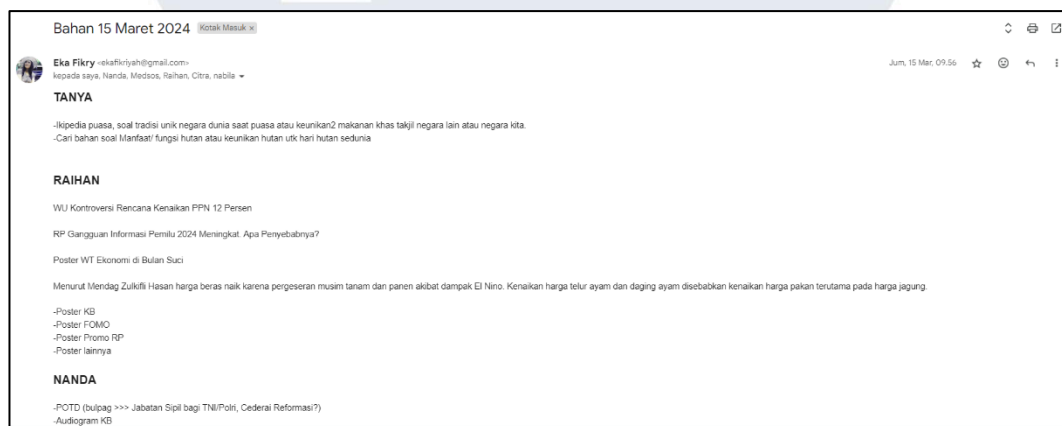 Bahan 15 Maret 2024 Kotak Masuk ×
Eka Fikry <ekafikriyah@gmail.com>
Jum, 15 Mar, 09.56
kepada saya, Nanda, Medsos, Raihan, Citra, nabila
TANYA
-Ikipedia puasa, soal tradisi unik negara dunia saat puasa atau keunikan2 makanan khas takjil negara lain atau negara kita.
-Cari bahan soal Manfaat/ fungsi hutan atau keunikan hutan utk hari hutan sedunia
RAIHAN
WU Kontroversi Rencana Kenaikan PPN 12 Persen
RP Gangguan Informasi Pemilu 2024 Meningkat. Apa Penyebabnya?
Poster WT Ekonomi di Bulan Suci
Menurut Mendag Zulkifli Hasan harga beras naik karena pergeseran musim tanam dan panen akibat dampak El Nino. Kenaikan harga telur ayam dan daging ayam disebabkan kenaikan harga pakan terutama pada harga jagung.
-Poster KB
-Poster FOMO
-Poster Promo RP
-Poster lainnya
NANDA
-POTD (bulpag >>> Jabatan Sipil bagi TNI/Polri, Cederai Reformasi?)
-Audiogram KB